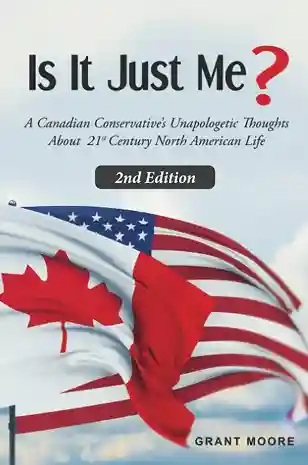 Is It Just Me?
A Canadian Conservative's Unapologetic Thoughts
About 21st Century North American Life
2nd Edition
GRANT MOORE